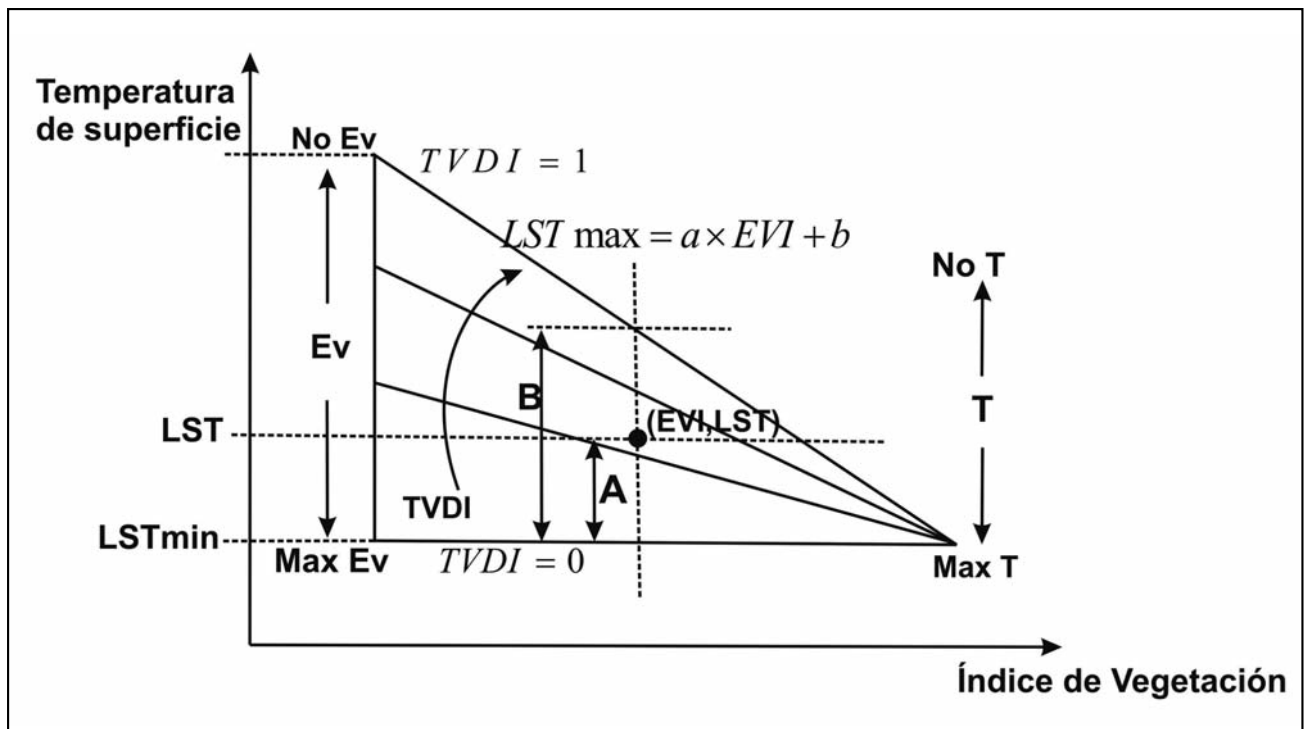 Temperatura
de superficie
No Ev
TVDI = 1
LST max = a × EVI + b
No T
Ev
B
T
LST
(EVI,LST)
A
TVDI
LSTmin
Max Ev
TVDI = 0
Max T
Índice de Vegetación